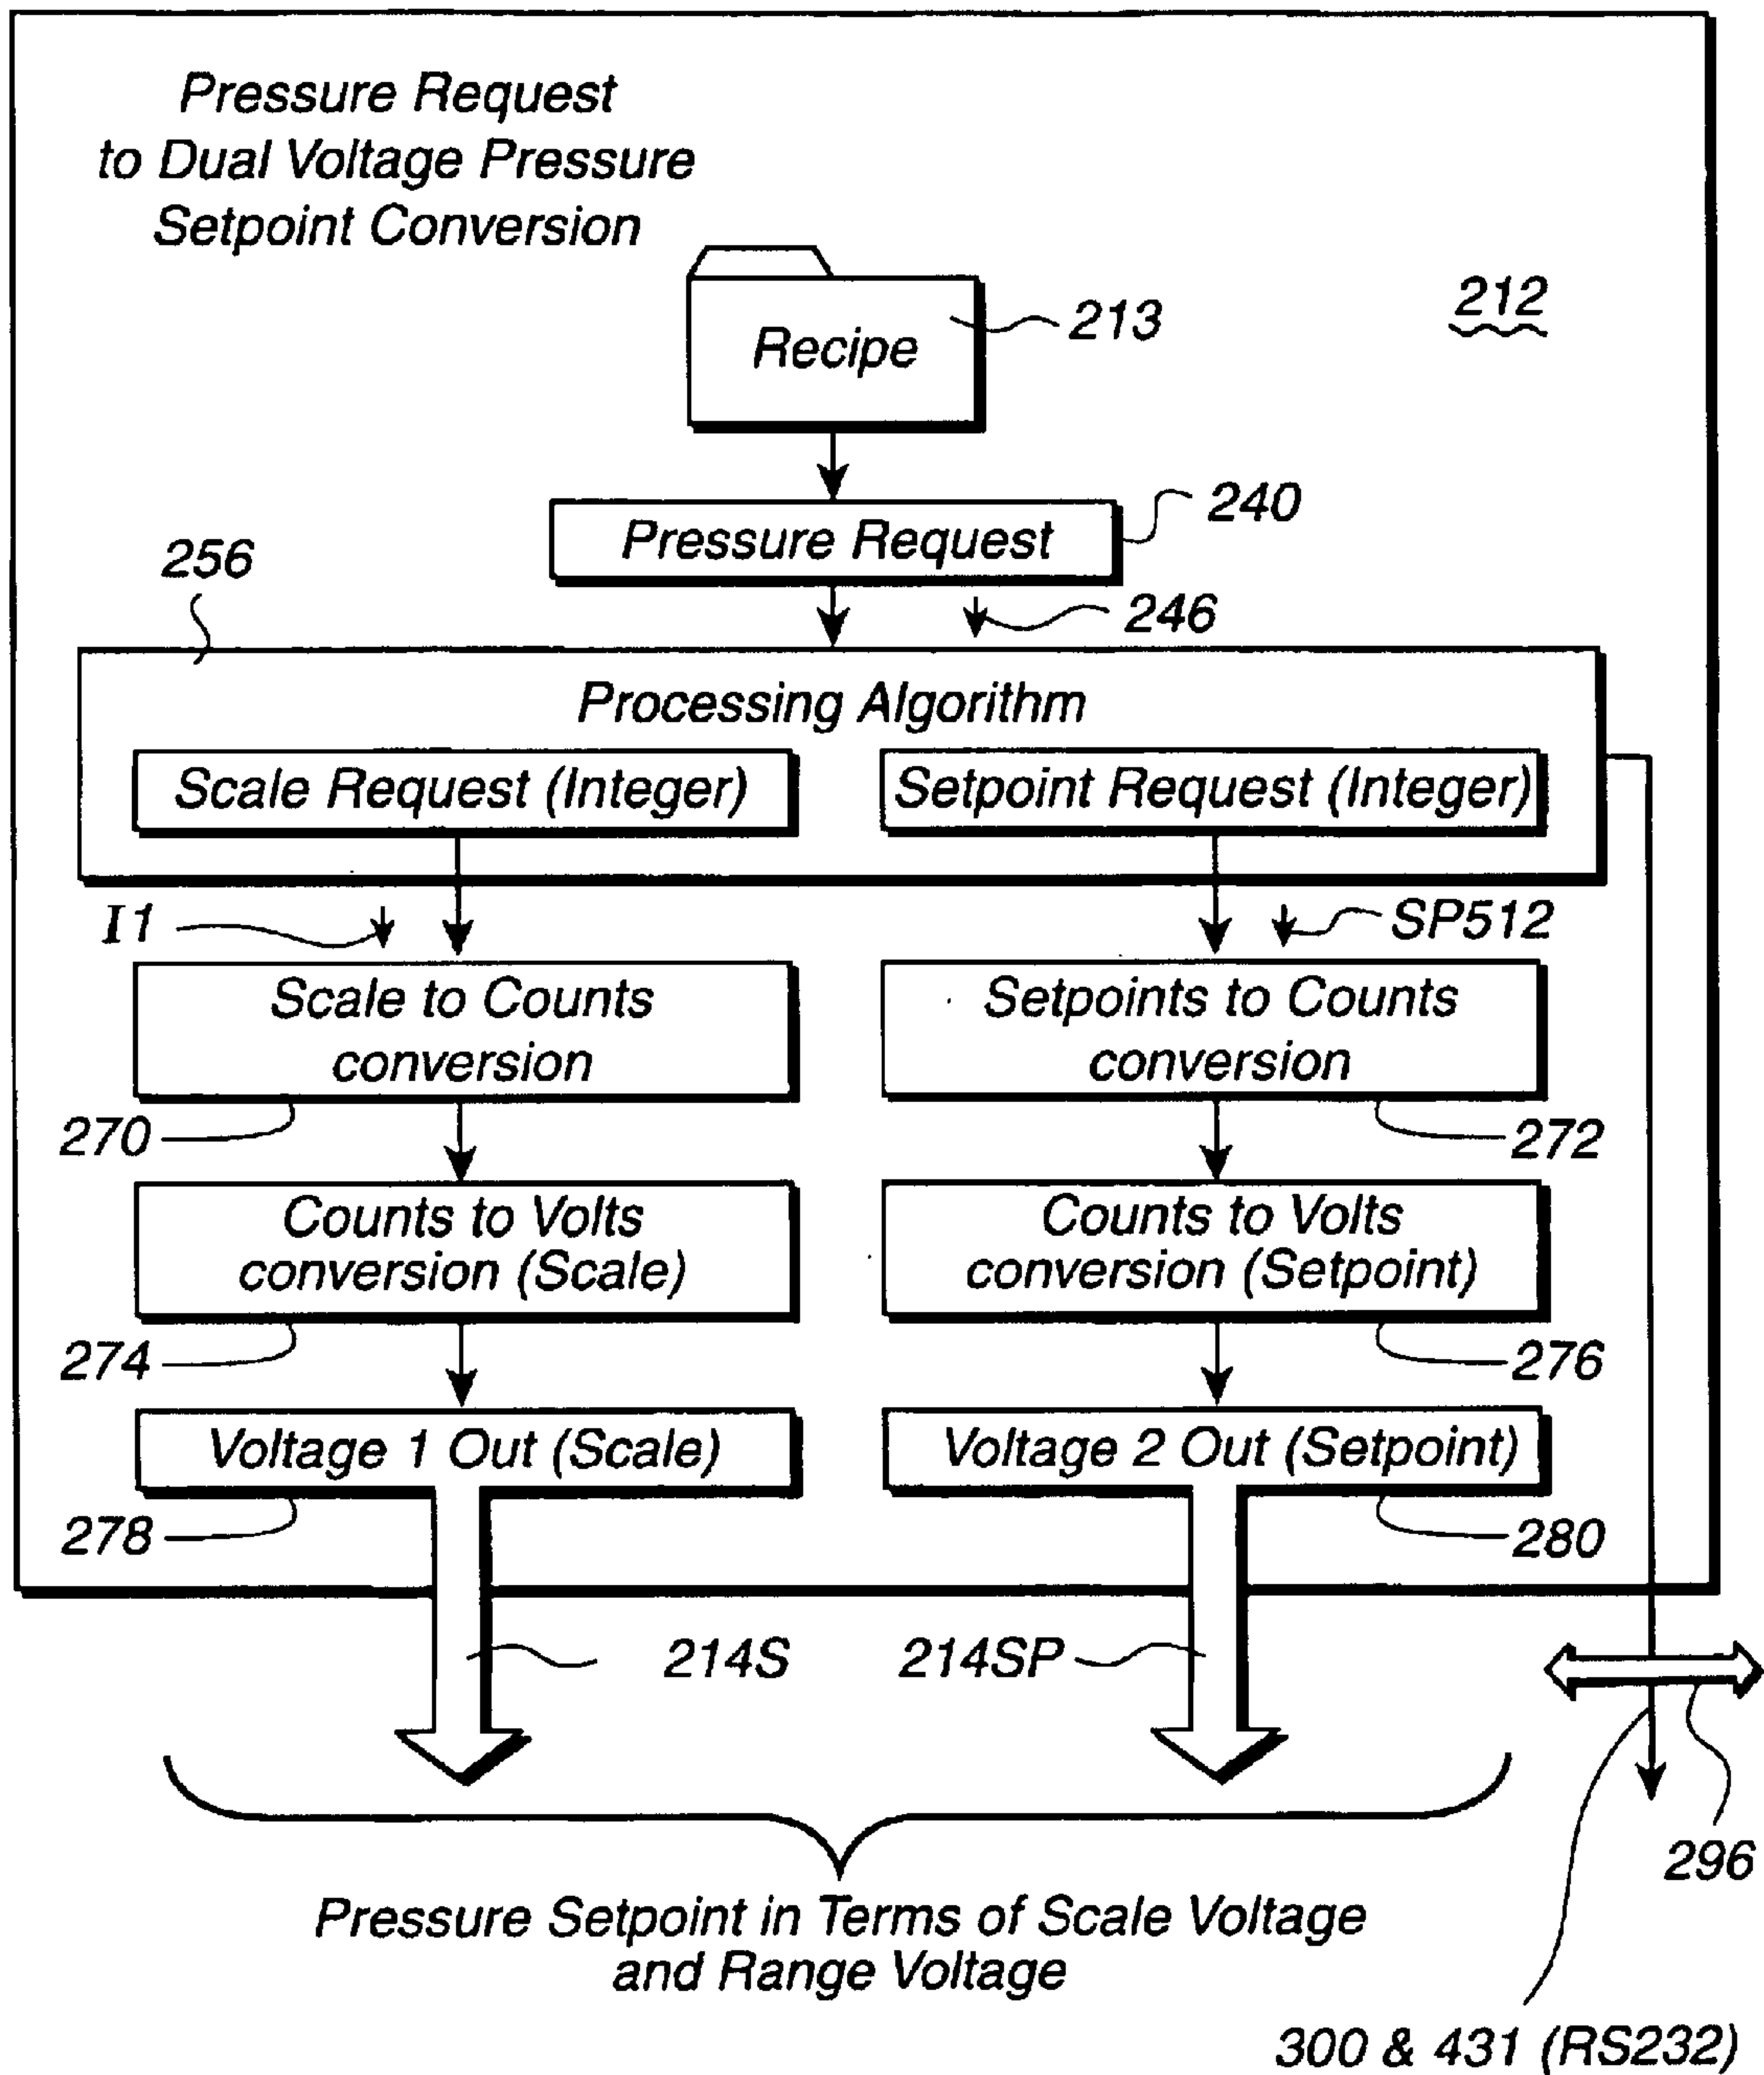 Pressure Request
to Dual Voltage Pressure
Setpoint Conversion
212
Recipe
213
Pressure Request
240
256
246
Processing Algorithm
Scale Request (Integer)
Setpoint Request (Integer)
I1
SP512
Scale to Counts
conversion
Setpoints to Counts
conversion
270
272
Counts to Volts
conversion (Scale)
Counts to Volts
conversion (Setpoint)
274
276
Voltage 1 Out (Scale)
Voltage 2 Out (Setpoint)
278
280
214S
214SP
296
Pressure Setpoint in Terms of Scale Voltage
and Range Voltage
300 & 431 (RS232)